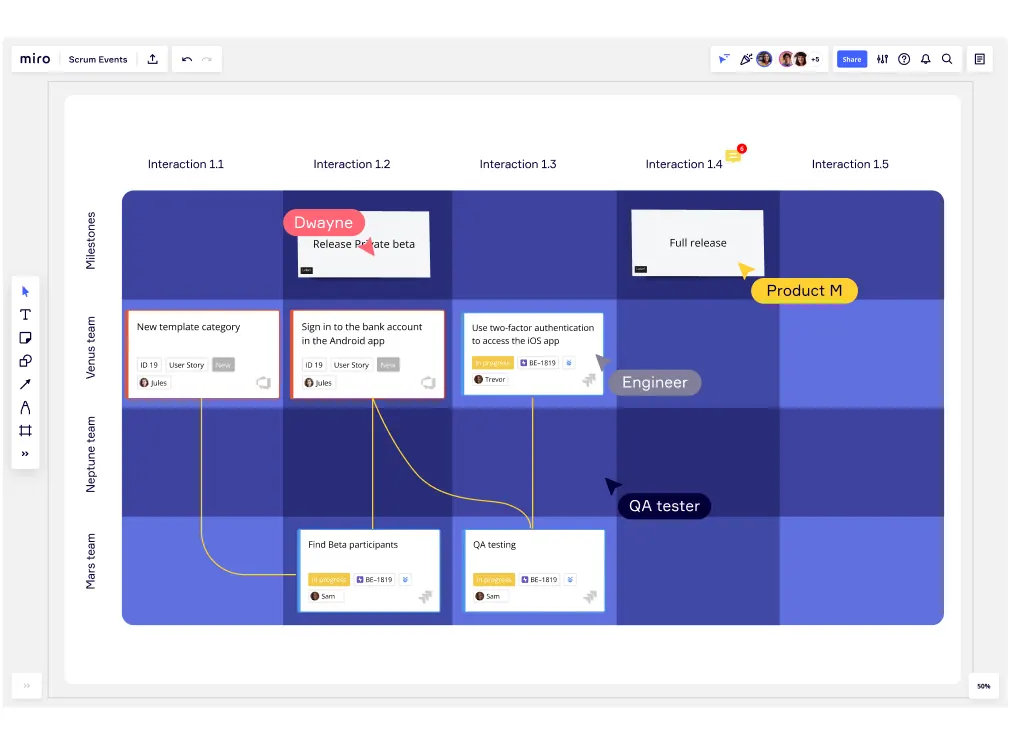 miro
Scrum Events
+5
Share
Interaction 1.1
Interaction 1.2
Interaction 1.3
Interaction 1.4
6
Interaction 1.5
Milestones
Dwayne
Release Private beta
Full release
Product M
Venus team
New template category
ID 19
User Story
New
Jules
Sign in to the bank account
in the Android app
ID 19
User Story
New
Jules
Use two-factor authentication
to access the iOS app
In progress
BE-1819
Trevor
Engineer
Neptune team
QA tester
Mars team
Find Beta participants
In progress
BE-1819
Sam
QA testing
In progress
BE-1819
Sam
50%